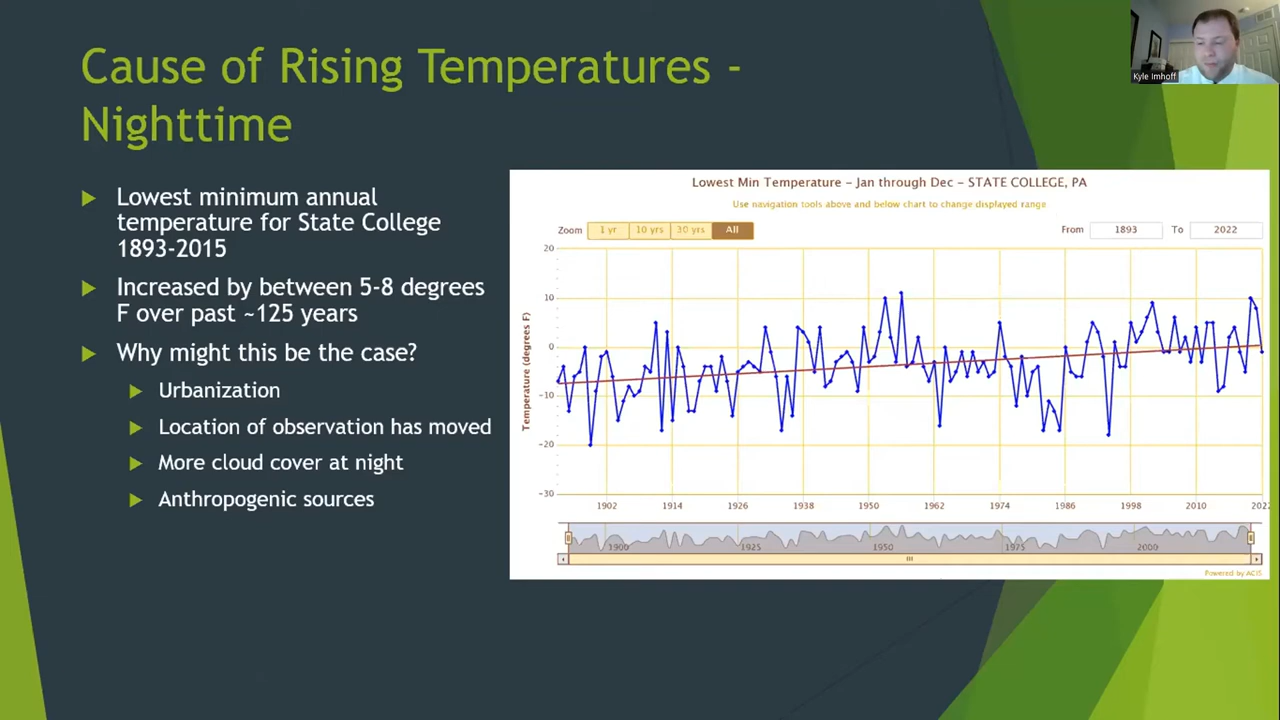 Cause of Rising Temperatures -
Nighttime
Kyle Imhoff
Lowest minimum annual
temperature for State College
1893-2015
Increased by between 5-8 degrees
F over past ~125 years
Why might this be the case?
Urbanization
Location of observation has moved
More cloud cover at night
Anthropogenic sources
Lowest Min Temperature – Jan through Dec – STATE COLLEGE, PA
Use navigation tools above and below chart to change displayed range
Zoom 1 yr 10 yrs 30 yrs All From 1893 To 2022
Temperature (degrees F)
20
10
0
-10
-20
-30
1902 1914 1926 1938 1950 1962 1974 1986 1998 2010 2022
1900 1925 1950 1975 2000
Powered by ACIS